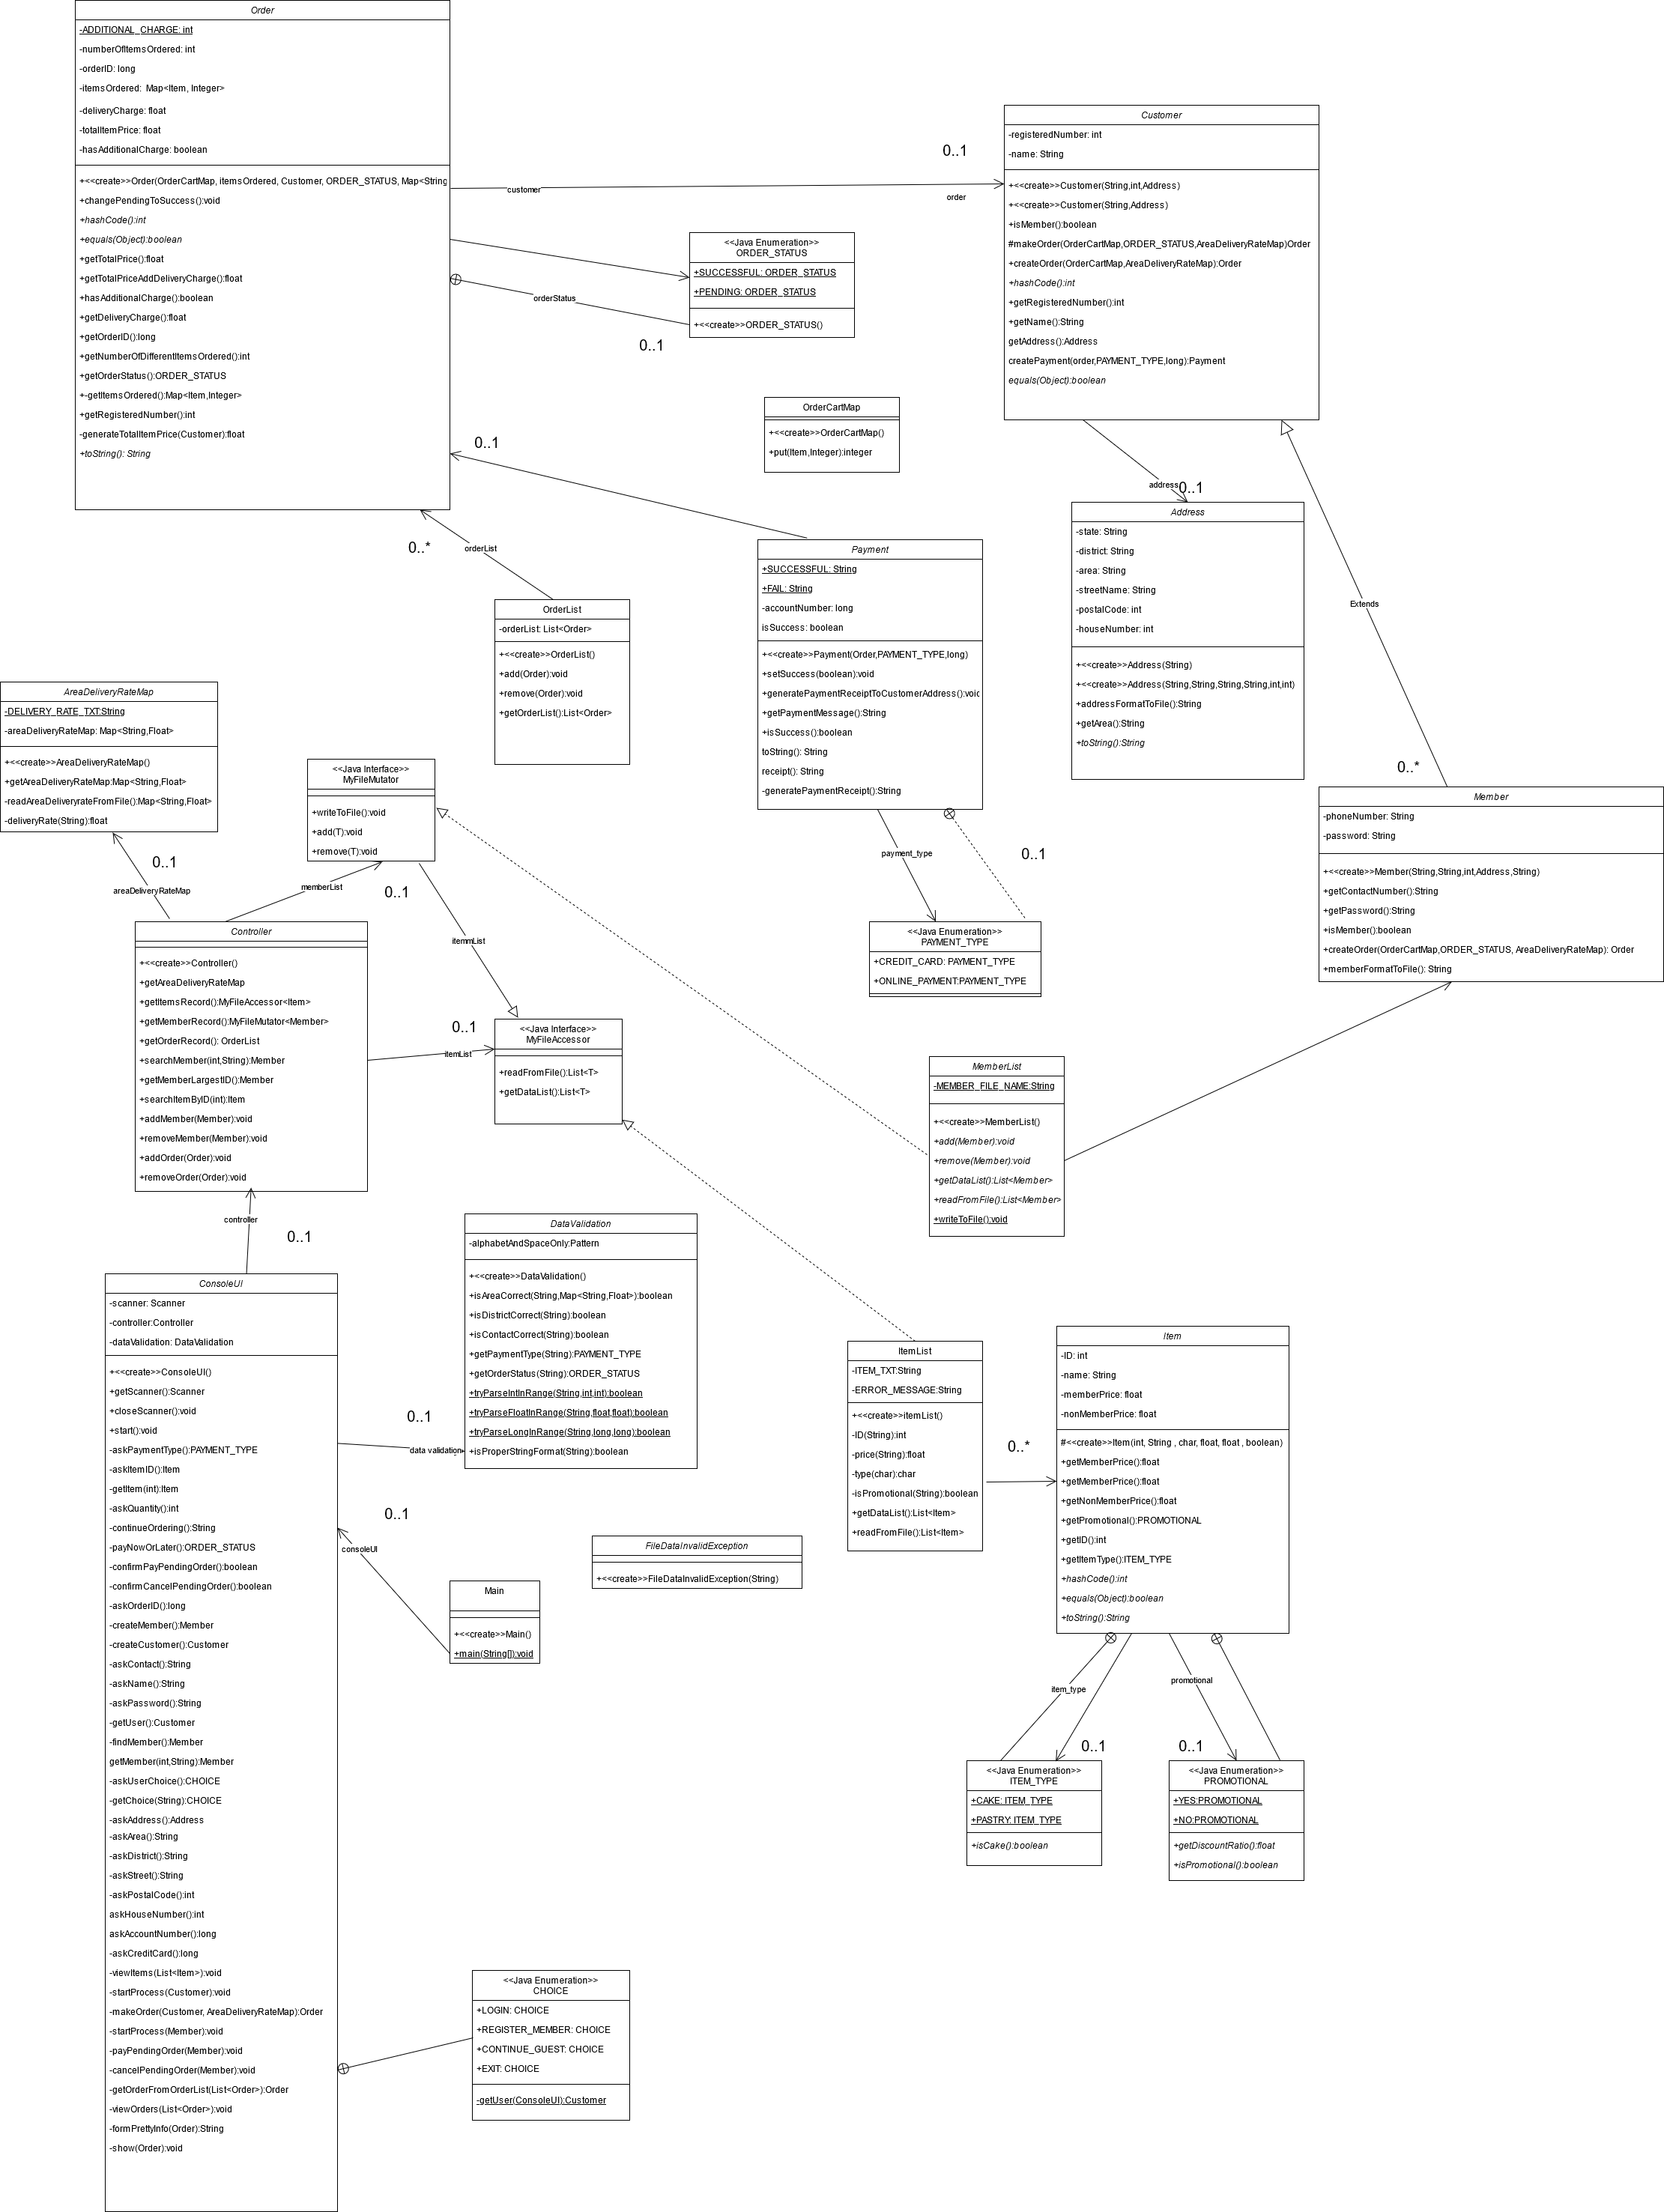 Order
-ADDITIONAL_CHARGE: int
-numberOfItemsOrdered: int
-orderID: long
-itemsOrdered: Map<Item, Integer>
-deliveryCharge: float
-totalItemPrice: float
-hasAdditionalCharge: boolean
+<<create>>Order(OrderCartMap, itemsOrdered, Customer, ORDER_STATUS, Map<String
+changePendingToSuccess():void
+hashCode():int
+equals(Object):boolean
+getTotalPrice():float
+getTotalPriceAddDeliveryCharge():float
+hasAdditionalCharge():boolean
+getDeliveryCharge():float
+getOrderID():long
+getNumberOfDifferentItemsOrdered():int
+getOrderStatus():ORDER_STATUS
+-getItemsOrdered():Map<Item,Integer>
+getRegisteredNumber():int
-generateTotalItemPrice(Customer):float
+toString(): String
customer
0..1
order
Customer
-registeredNumber: int
-name: String
+<<create>>Customer(String,int,Address)
+<<create>>Customer(String,Address)
+isMember():boolean
#makeOrder(OrderCartMap,ORDER_STATUS,AreaDeliveryRateMap)Order
+createOrder(OrderCartMap,AreaDeliveryRateMap):Order
+hashCode():int
+getRegisteredNumber():int
+getName():String
getAddress():Address
createPayment(order,PAYMENT_TYPE,long):Payment
equals(Object):boolean
<<Java Enumeration>>
ORDER_STATUS
+SUCCESSFUL: ORDER_STATUS
+PENDING: ORDER_STATUS
+<<create>>ORDER_STATUS()
orderStatus
0..1
OrderCartMap
+<<create>>OrderCartMap()
+put(Item,Integer):integer
0..1
address
0..1
Address
-state: String
-district: String
-area: String
-streetName: String
-postalCode: int
-houseNumber: int
+<<create>>Address(String)
+<<create>>Address(String,String,String,String,int,int)
+addressFormatToFile():String
+getArea():String
+toString():String
Extends
0..*
0..*
orderList
Payment
+SUCCESSFUL: String
+FAIL: String
-accountNumber: long
isSuccess: boolean
+<<create>>Payment(Order,PAYMENT_TYPE,long)
+setSuccess(boolean):void
+generatePaymentReceiptToCustomerAddress():void
+getPaymentMessage():String
+isSuccess():boolean
toString(): String
receipt(): String
-generatePaymentReceipt():String
OrderList
-orderList: List<Order>
+<<create>>OrderList()
+add(Order):void
+remove(Order):void
+getOrderList():List<Order>
AreaDeliveryRateMap
-DELIVERY_RATE_TXT:String
-areaDeliveryRateMap: Map<String,Float>
+<<create>>AreaDeliveryRateMap()
+getAreaDeliveryRateMap:Map<String,Float>
-readAreaDeliveryrateFromFile():Map<String,Float>
-deliveryRate(String):float
<<Java Interface>>
MyFileMutator
+writeToFile():void
+add(T):void
+remove(T):void
Member
-phoneNumber: String
-password: String
+<<create>>Member(String,String,int,Address,String)
+getContactNumber():String
+getPassword():String
+isMember():boolean
+createOrder(OrderCartMap,ORDER_STATUS, AreaDeliveryRateMap): Order
+memberFormatToFile(): String
0..1
areaDeliveryRateMap
memberList
0..1
payment_type
0..1
itemmList
<<Java Enumeration>>
PAYMENT_TYPE
+CREDIT_CARD: PAYMENT_TYPE
+ONLINE_PAYMENT:PAYMENT_TYPE
Controller
+<<create>>Controller()
+getAreaDeliveryRateMap
+getItemsRecord():MyFileAccessor<Item>
+getMemberRecord():MyFileMutator<Member>
+getOrderRecord(): OrderList
+searchMember(int,String):Member
+getMemberLargestID():Member
+searchItemByID(int):Item
+addMember(Member):void
+removeMember(Member):void
+addOrder(Order):void
+removeOrder(Order):void
0..1
itemList
<<Java Interface>>
MyFileAccessor
+readFromFile():List<T>
+getDataList():List<T>
MemberList
-MEMBER_FILE_NAME:String
+<<create>>MemberList()
+add(Member):void
+remove(Member):void
+getDataList():List<Member>
+readFromFile():List<Member>
+writeToFile():void
controller
0..1
DataValidation
-alphabetAndSpaceOnly:Pattern
+<<create>>DataValidation()
+isAreaCorrect(String,Map<String,Float>):boolean
+isDistrictCorrect(String):boolean
+isContactCorrect(String):boolean
+getPaymentType(String):PAYMENT_TYPE
+getOrderStatus(String):ORDER_STATUS
+tryParseIntInRange(String,int,int):boolean
+tryParseFloatInRange(String,float,float):boolean
+tryParseLongInRange(String,long,long):boolean
+isProperStringFormat(String):boolean
ConsoleUI
-scanner: Scanner
-controller:Controller
-dataValidation: DataValidation
+<<create>>ConsoleUI()
+getScanner():Scanner
+closeScanner():void
+start():void
-askPaymentType():PAYMENT_TYPE
-askItemID():Item
-getItem(int):Item
-askQuantity():int
-continueOrdering():String
-payNowOrLater():ORDER_STATUS
-confirmPayPendingOrder():boolean
-confirmCancelPendingOrder():boolean
-askOrderID():long
-createMember():Member
-createCustomer():Customer
-askContact():String
-askName():String
-askPassword():String
-getUser():Customer
-findMember():Member
getMember(int,String):Member
-askUserChoice():CHOICE
-getChoice(String):CHOICE
-askAddress():Address
-askArea():String
-askDistrict():String
-askStreet():String
-askPostalCode():int
askHouseNumber():int
askAccountNumber():long
-askCreditCard():long
-viewItems(List<Item>):void
-startProcess(Customer):void
-makeOrder(Customer, AreaDeliveryRateMap):Order
-startProcess(Member):void
-payPendingOrder(Member):void
-cancelPendingOrder(Member):void
-getOrderFromOrderList(List<Order>):Order
-viewOrders(List<Order>):void
-formPrettyInfo(Order):String
-show(Order):void
0..1
data validation
0..1
consoleUI
Main
+<<create>>Main()
+main(String[]):void
FileDataInvalidException
+<<create>>FileDataInvalidException(String)
ItemList
-ITEM_TXT:String
-ERROR_MESSAGE:String
+<<create>>itemList()
-ID(String):int
-price(String):float
-type(char):char
-isPromotional(String):boolean
+getDataList():List<Item>
+readFromFile():List<Item>
0..*
Item
-ID: int
-name: String
-memberPrice: float
-nonMemberPrice: float
#<<create>>Item(int, String , char, float, float , boolean)
+getMemberPrice():float
+getMemberPrice():float
+getNonMemberPrice():float
+getPromotional():PROMOTIONAL
+getID():int
+getItemType():ITEM_TYPE
+hashCode():int
+equals(Object):boolean
+toString():String
item_type
promotional
0..1
0..1
<<Java Enumeration>>
ITEM_TYPE
+CAKE: ITEM_TYPE
+PASTRY: ITEM_TYPE
+isCake():boolean
<<Java Enumeration>>
PROMOTIONAL
+YES:PROMOTIONAL
+NO:PROMOTIONAL
+getDiscountRatio():float
+isPromotional():boolean
<<Java Enumeration>>
CHOICE
+LOGIN: CHOICE
+REGISTER_MEMBER: CHOICE
+CONTINUE_GUEST: CHOICE
+EXIT: CHOICE
-getUser(ConsoleUI):Customer